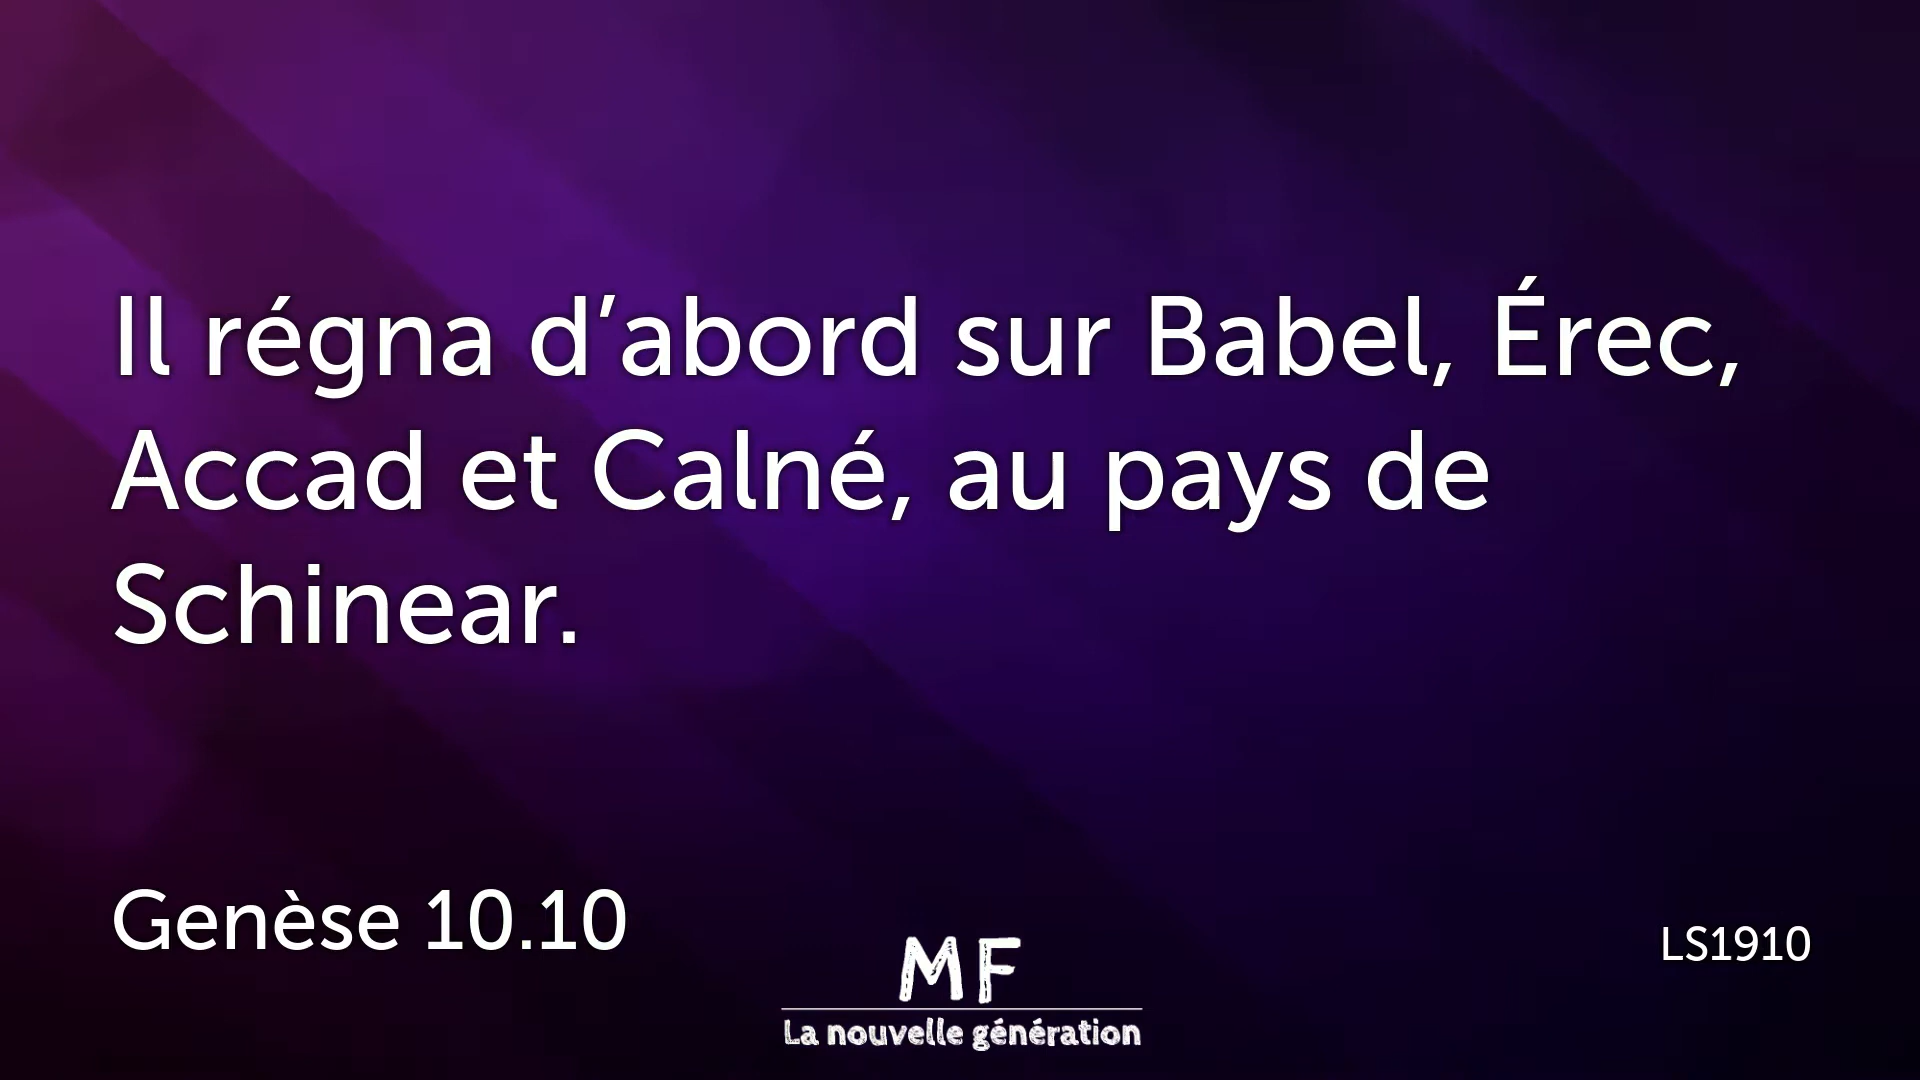 Il régna d’abord sur Babel, Érec,
Accad et Calné, au pays de
Schinear.
Genèse 10.10
LS1910
MF
La nouvelle génération